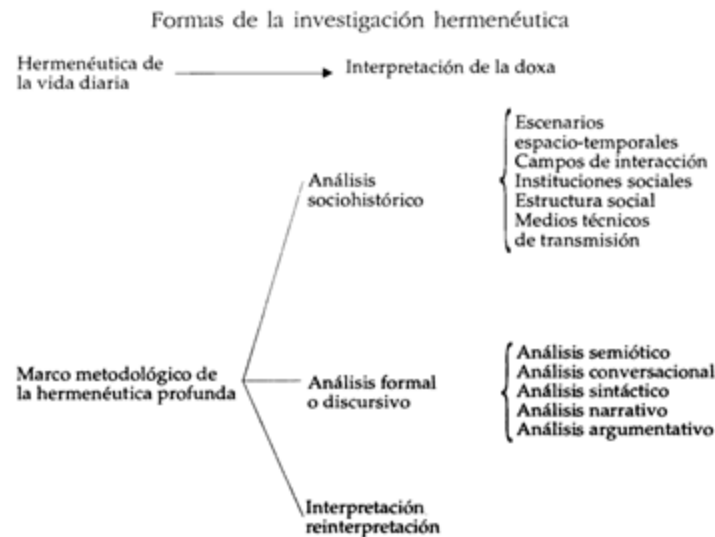 Formas de la investigación hermenéutica
Hermenéutica de
la vida diaria
Interpretación de la doxa
Análisis
sociohistórico
Escenarios
espacio-temporales
Campos de interacción
Instituciones sociales
Estructura social
Medios técnicos
de transmisión
Marco metodológico de
la hermenéutica profunda
Análisis formal
o discursivo
Análisis semiótico
Análisis conversacional
Análisis sintáctico
Análisis narrativo
Análisis argumentativo
Interpretación
reinterpretación